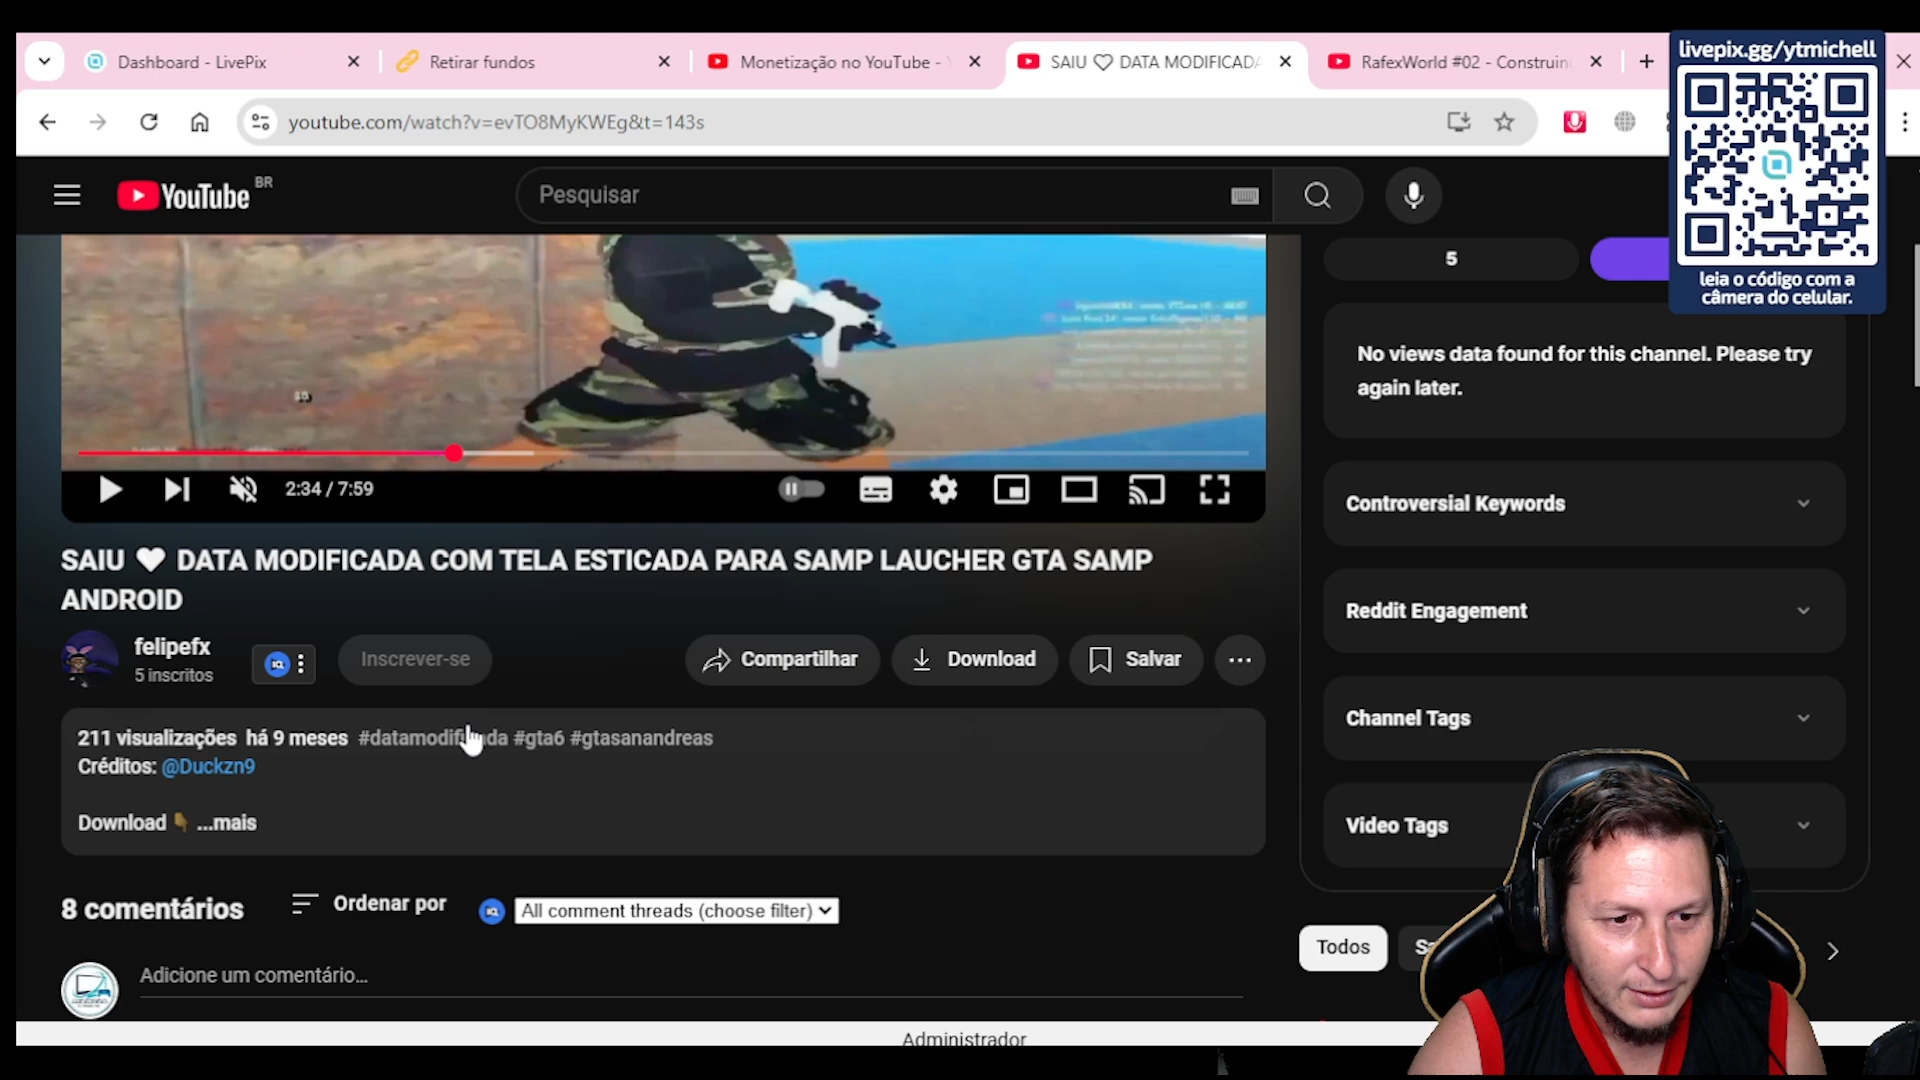 Dashboard - LivePix
Retirar fundos
Monetização no YouTube -
SAIU ♡ DATA MODIFICADA
RafexWorld #02 - Construin
livepix.gg/ytmichell
youtube.com/watch?v=evTO8MyKWEg&t=143s
YouTube BR
Pesquisar
leia o código com a
câmera do celular.
5
No views data found for this channel. Please try
again later.
2:34 / 7:59
Controversial Keywords
SAIU ♥ DATA MODIFICADA COM TELA ESTICADA PARA SAMP LAUCHER GTA SAMP
ANDROID
Reddit Engagement
felipefx
5 inscritos
Inscrever-se
Compartilhar
Download
Salvar
Channel Tags
211 visualizações há 9 meses #datamodificada #gta6 #gtasanandreas
Créditos: @Duckzn9
Download 👇 ...mais
Video Tags
8 comentários
Ordenar por
All comment threads (choose filter)
Todos
Adicione um comentário...
Administrador